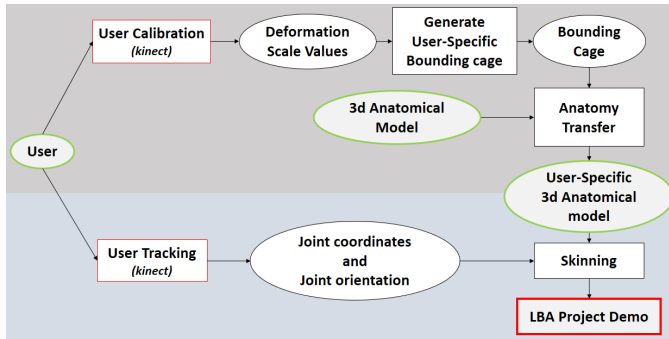 User Calibration
(kinect)
Deformation
Scale Values
Generate
User-Specific
Bounding cage
Bounding
Cage
3d Anatomical
Model
Anatomy
Transfer
User
User-Specific
3d Anatomical
model
User Tracking
(kinect)
Joint coordinates
and
Joint orientation
Skinning
LBA Project Demo